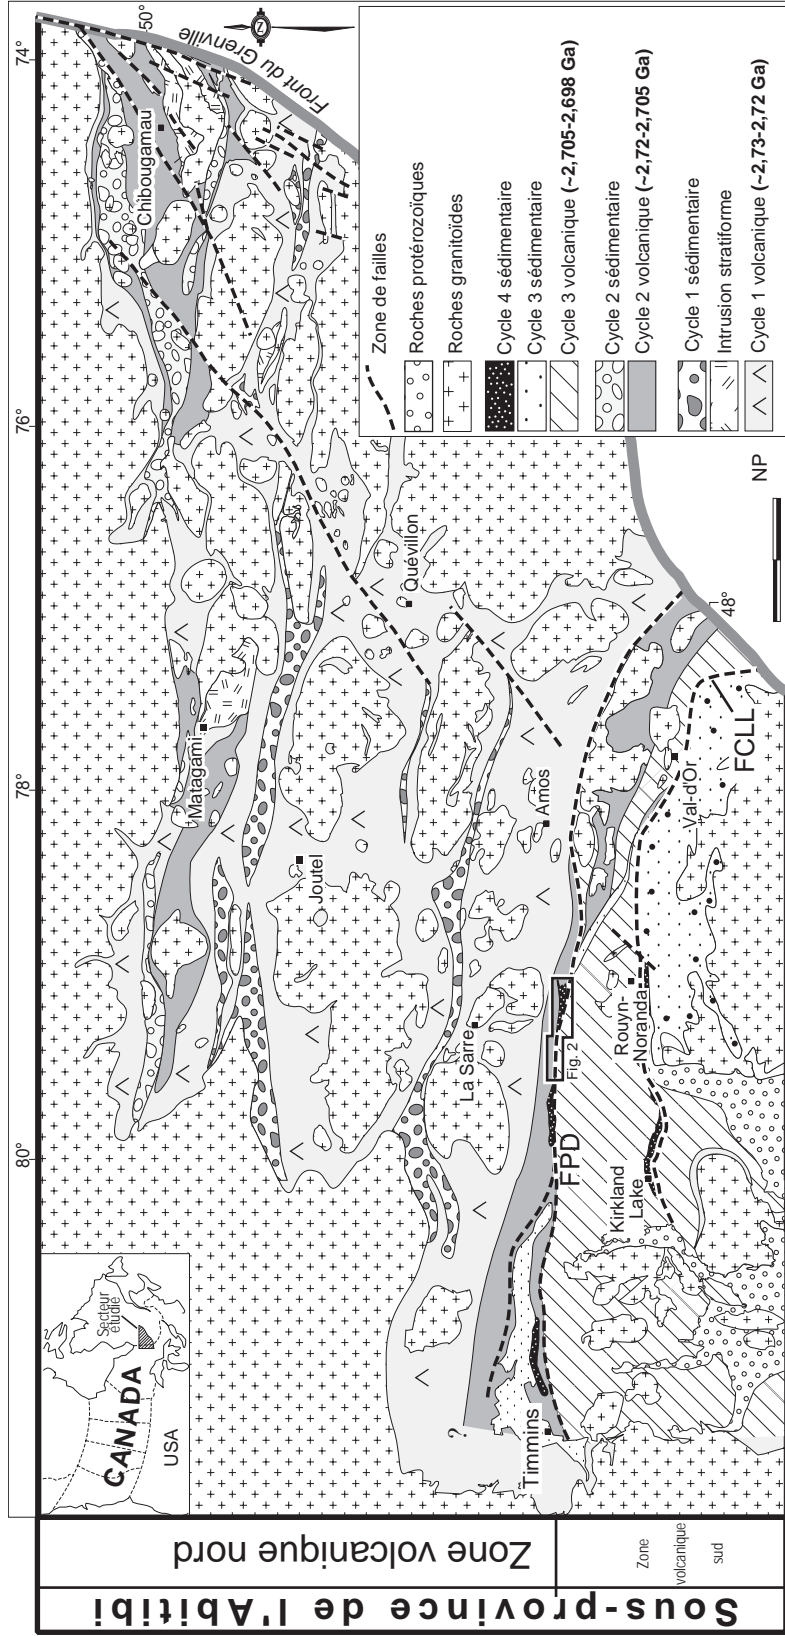 Sous-province de l'Abitibi
Zone volcanique nord
Zone
volcanique
sud
CANADA
USA
Secteur
étudié
80°
78°
76°
74°
50°
48°
N
Front du Grenville
Chibougamau
Matagami
Joutel
Quévillon
La Sarre
Amos
Timmins
?
FPD
Fig. 2
Kirkland
Lake
Rouyn-
Noranda
Val-d'Or
FCLL
Zone de failles
Roches protérozoïques
Roches granitoïdes
Cycle 4 sédimentaire
Cycle 3 sédimentaire
Cycle 3 volcanique (~2,705-2,698 Ga)
Cycle 2 sédimentaire
Cycle 2 volcanique (~2,72-2,705 Ga)
Cycle 1 sédimentaire
Intrusion stratiforme
Cycle 1 volcanique (~2,73-2,72 Ga)
NP